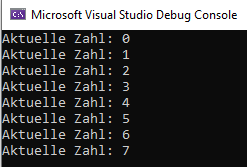 Microsoft Visual Studio Debug Console
Aktuelle Zahl: 0
Aktuelle Zahl: 1
Aktuelle Zahl: 2
Aktuelle Zahl: 3
Aktuelle Zahl: 4
Aktuelle Zahl: 5
Aktuelle Zahl: 6
Aktuelle Zahl: 7